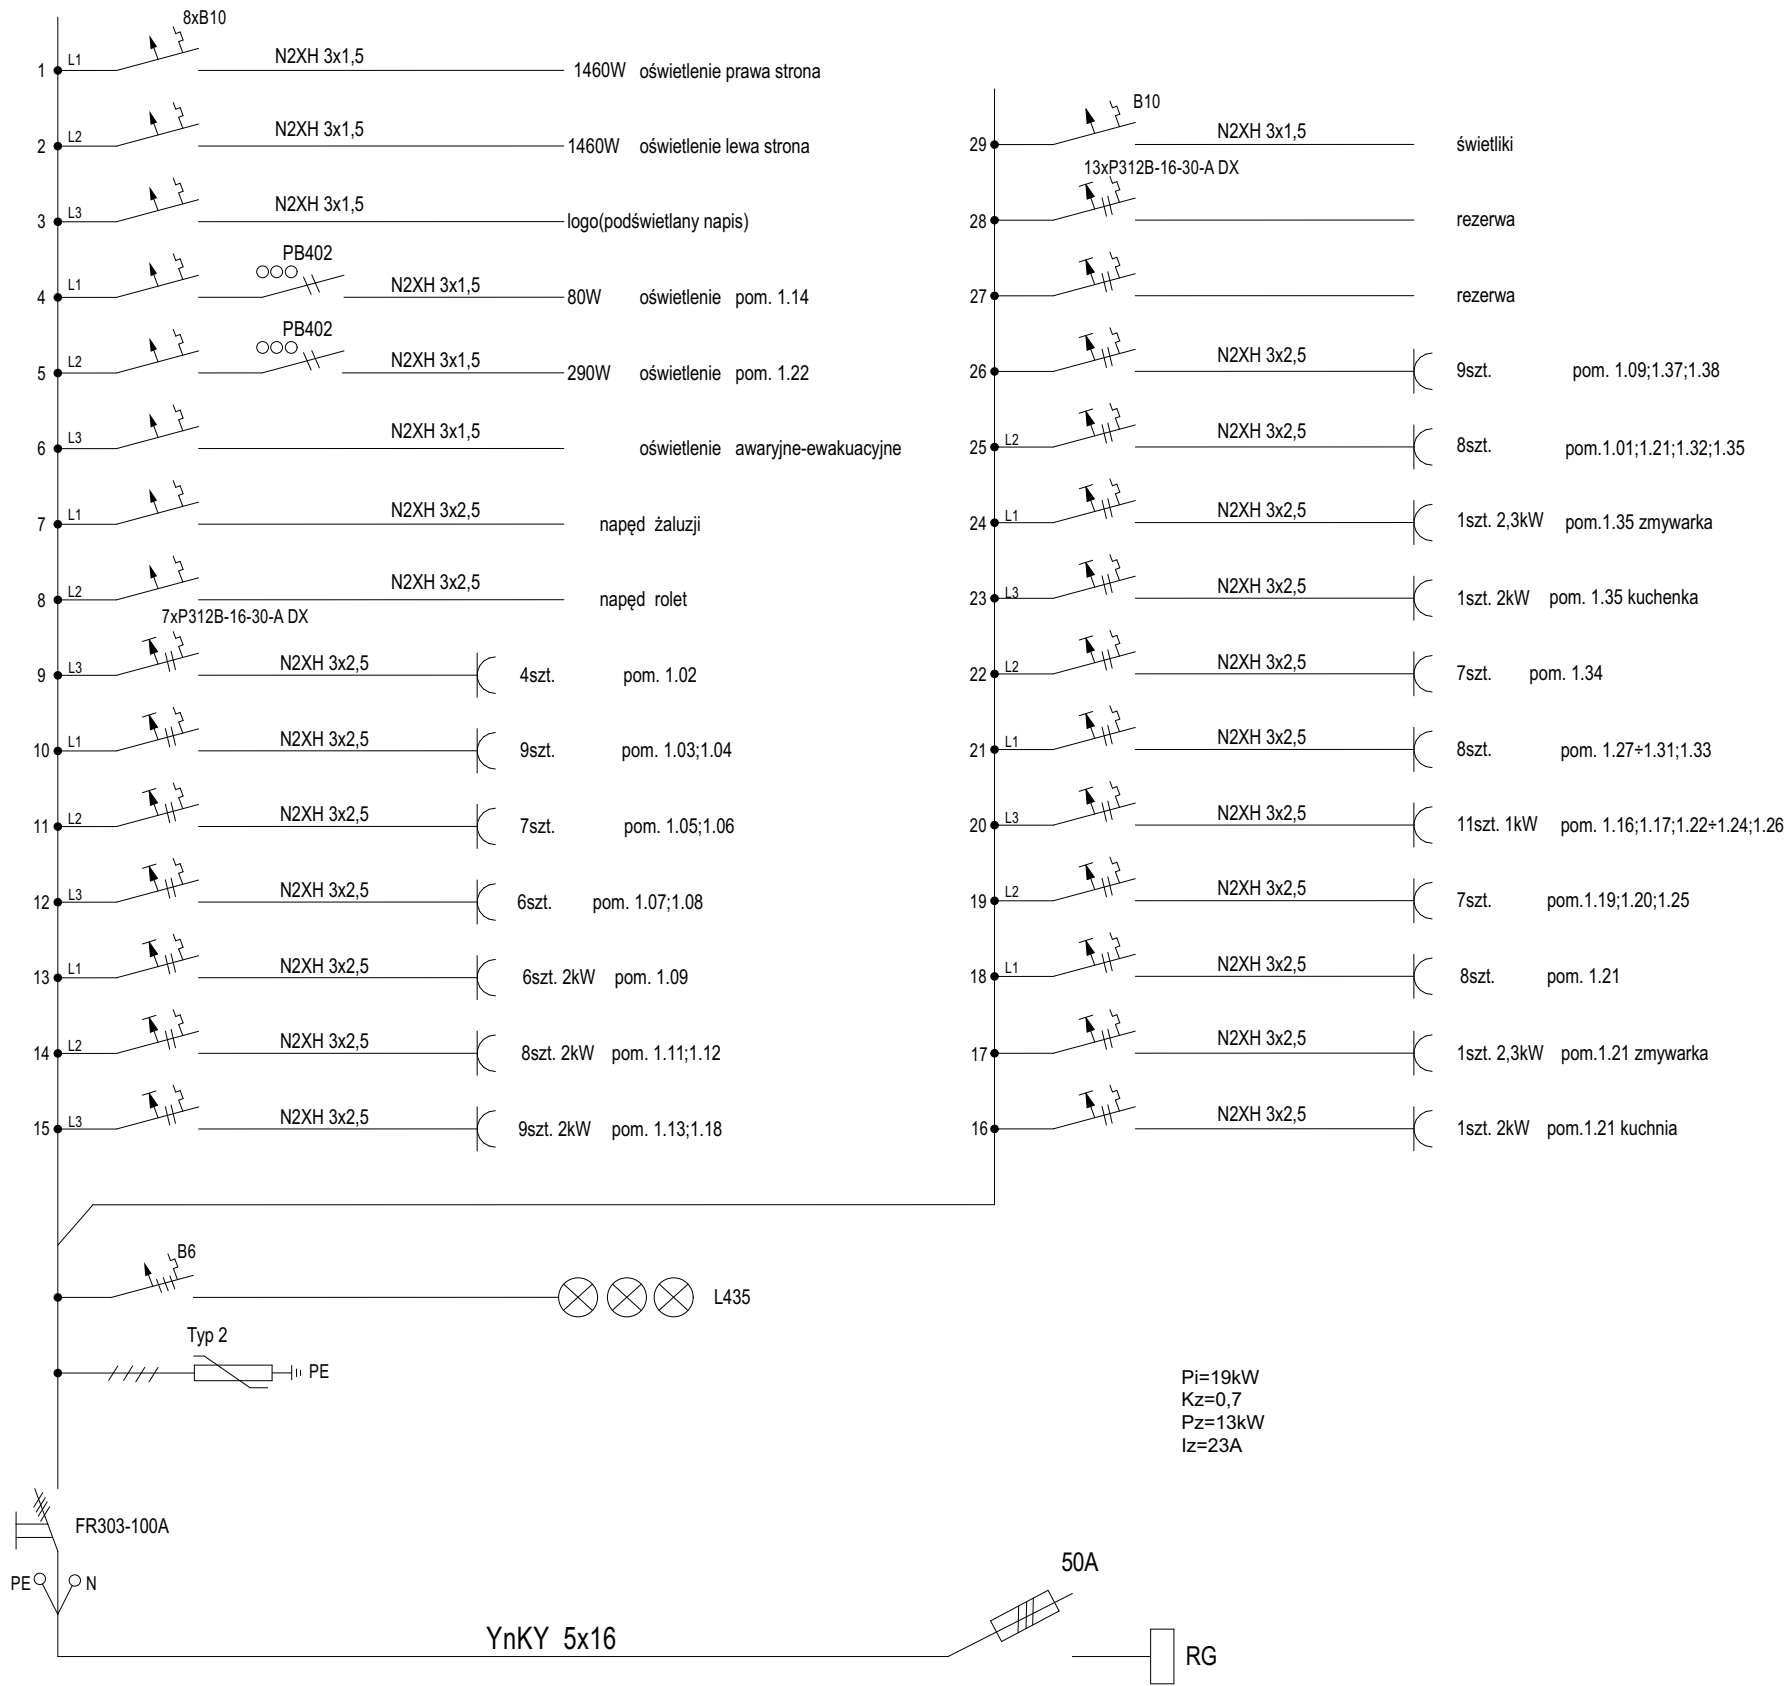 8xB10
1 L1 N2XH 3x1,5 1460W oświetlenie prawa strona
2 L2 N2XH 3x1,5 1460W oświetlenie lewa strona
3 L3 N2XH 3x1,5 logo(podświetlany napis)
PB402
4 L1 N2XH 3x1,5 80W oświetlenie pom. 1.14
PB402
5 L2 N2XH 3x1,5 290W oświetlenie pom. 1.22
6 L3 N2XH 3x1,5 oświetlenie awaryjne-ewakuacyjne
7 L1 N2XH 3x2,5 napęd żaluzji
8 L2 N2XH 3x2,5 napęd rolet
7xP312B-16-30-A DX
9 L3 N2XH 3x2,5 4szt. pom. 1.02
10 L1 N2XH 3x2,5 9szt. pom. 1.03;1.04
11 L2 N2XH 3x2,5 7szt. pom. 1.05;1.06
12 L3 N2XH 3x2,5 6szt. pom. 1.07;1.08
13 L1 N2XH 3x2,5 6szt. 2kW pom. 1.09
14 L2 N2XH 3x2,5 8szt. 2kW pom. 1.11;1.12
15 L3 N2XH 3x2,5 9szt. 2kW pom. 1.13;1.18
B10
29 N2XH 3x1,5 świetliki
13xP312B-16-30-A DX
28 rezerwa
27 rezerwa
26 N2XH 3x2,5 9szt. pom. 1.09;1.37;1.38
25 L2 N2XH 3x2,5 8szt. pom.1.01;1.21;1.32;1.35
24 L1 N2XH 3x2,5 1szt. 2,3kW pom.1.35 zmywarka
23 L3 N2XH 3x2,5 1szt. 2kW pom. 1.35 kuchenka
22 L2 N2XH 3x2,5 7szt. pom. 1.34
21 L1 N2XH 3x2,5 8szt. pom. 1.27÷1.31;1.33
20 L3 N2XH 3x2,5 11szt. 1kW pom. 1.16;1.17;1.22÷1.24;1.26
19 L2 N2XH 3x2,5 7szt. pom.1.19;1.20;1.25
18 L1 N2XH 3x2,5 8szt. pom. 1.21
17 N2XH 3x2,5 1szt. 2,3kW pom.1.21 zmywarka
16 N2XH 3x2,5 1szt. 2kW pom.1.21 kuchnia
B6
L435
Typ 2
PE
Pi=19kW
Kz=0,7
Pz=13kW
Iz=23A
FR303-100A
PE N
50A
YnKY 5x16
RG